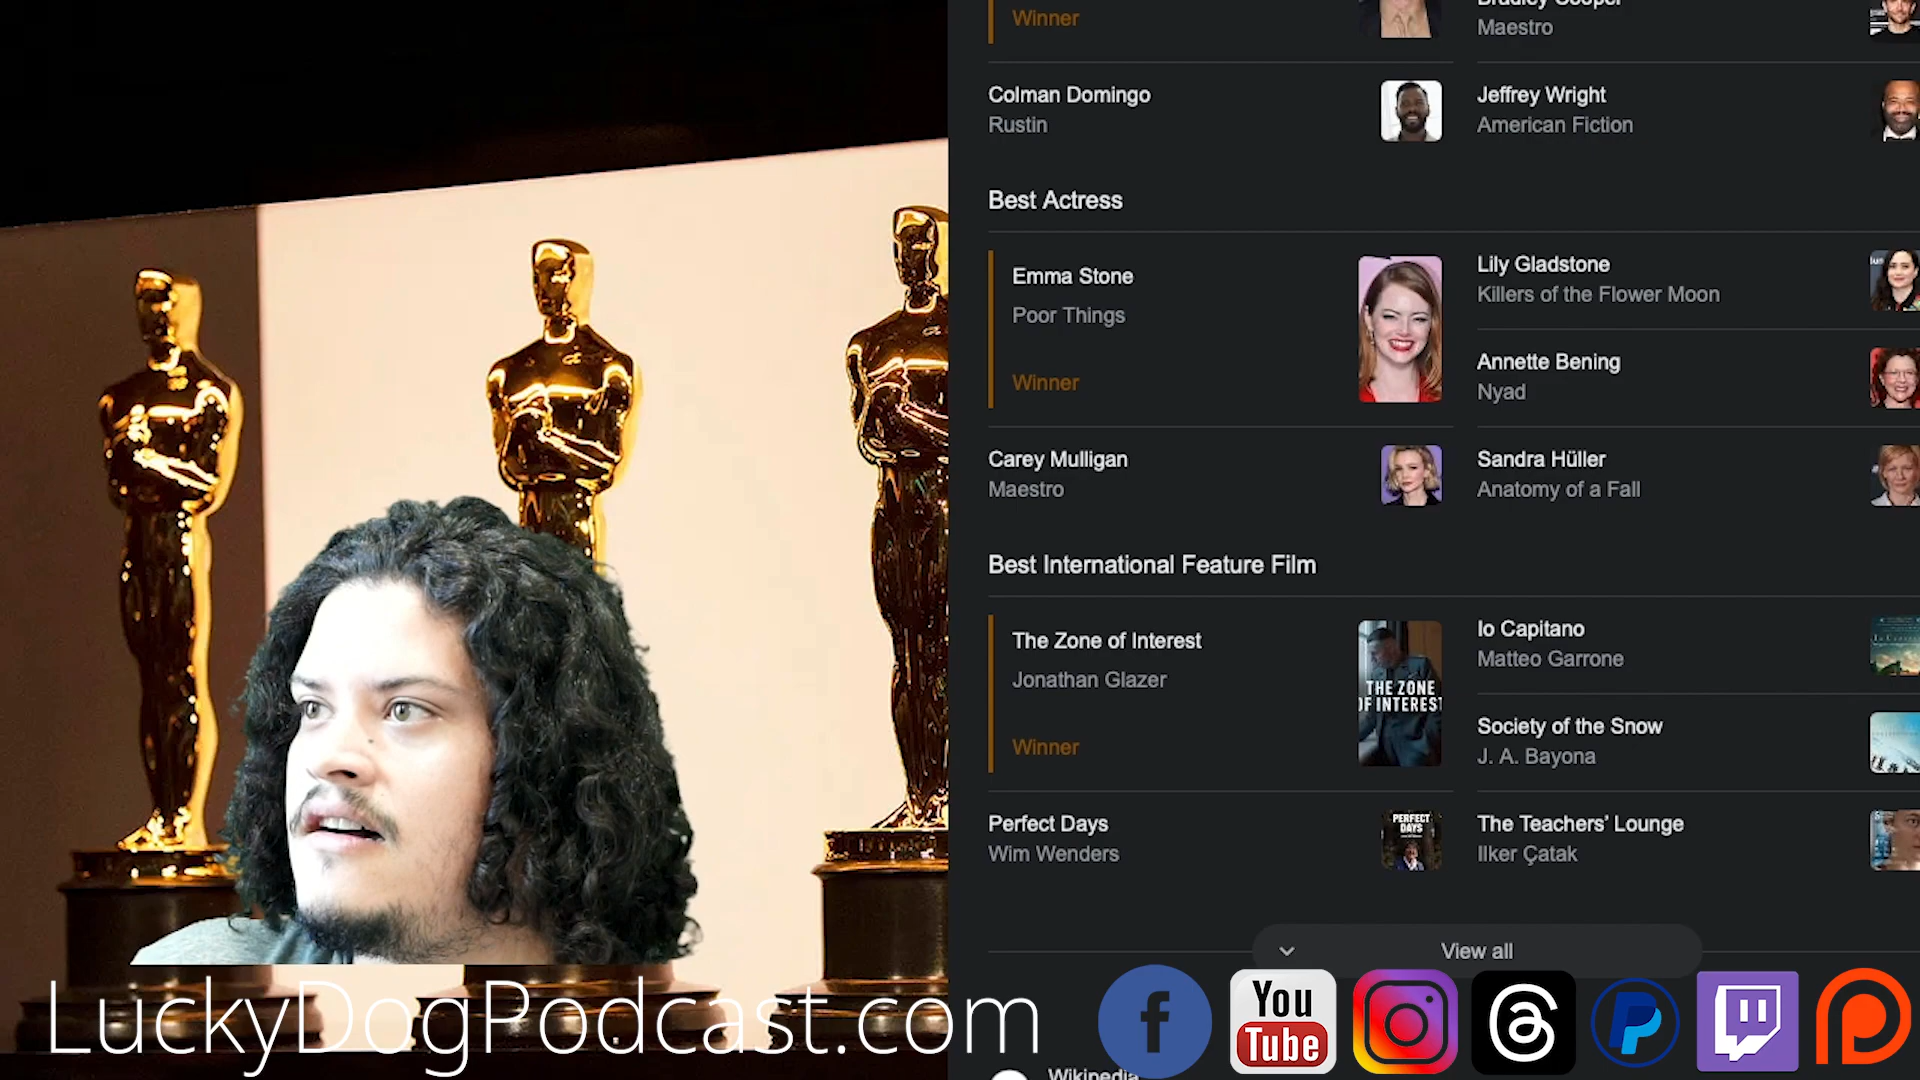 Winner
Bradley Cooper
Maestro
Colman Domingo
Rustin
Jeffrey Wright
American Fiction
Best Actress
Emma Stone
Poor Things
Winner
Lily Gladstone
Killers of the Flower Moon
Annette Bening
Nyad
Carey Mulligan
Maestro
Sandra Hüller
Anatomy of a Fall
Best International Feature Film
The Zone of Interest
Jonathan Glazer
Winner
THE ZONE
OF INTEREST
Io Capitano
Matteo Garrone
Society of the Snow
J. A. Bayona
Perfect Days
Wim Wenders
PERFECT
DAYS
The Teachers’ Lounge
Ilker Çatak
View all
LuckyDogPodcast.com
You
Tube
Wikipedia